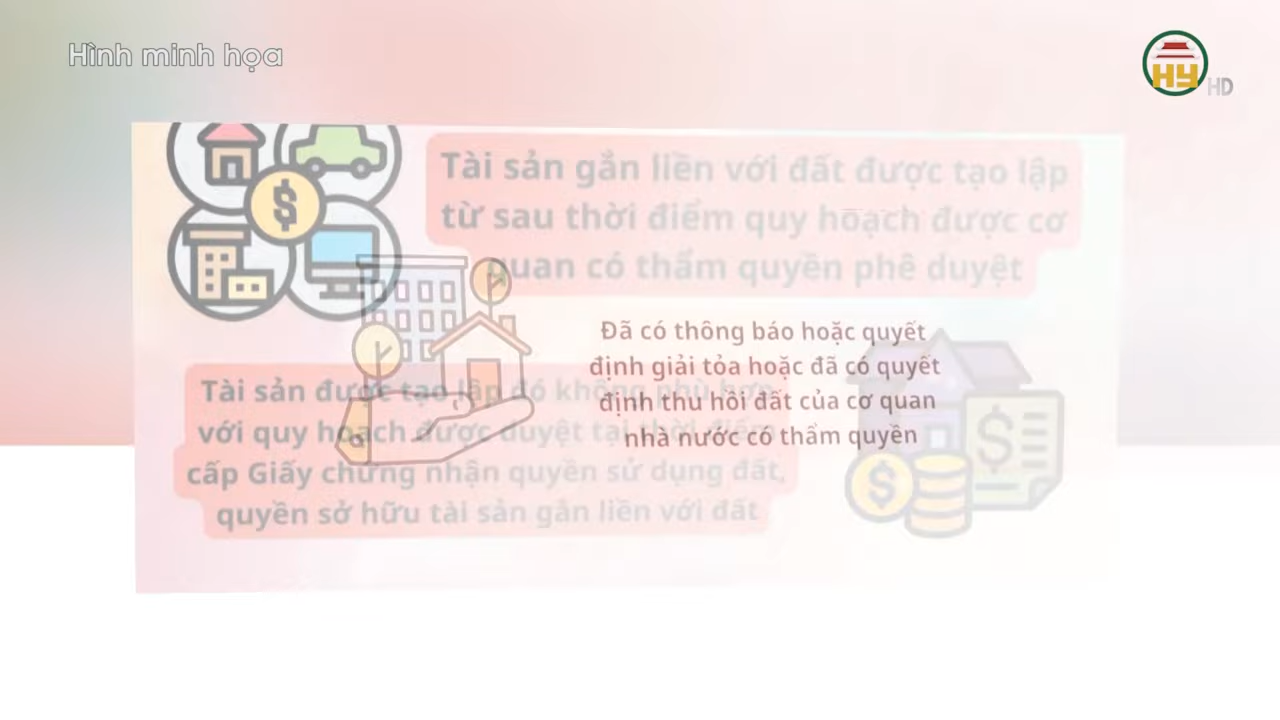 Hình minh họa
HY HD
Tài sản gắn liền với đất được tạo lập
từ sau thời điểm quy hoạch được cơ
quan có thẩm quyền phê duyệt
Đã có thông báo hoặc quyết
định giải tỏa hoặc đã có quyết
định thu hồi đất của cơ quan
nhà nước có thẩm quyền
Tài sản được tạo lập đó không phù hợp
với quy hoạch được duyệt tại thời điểm
cấp Giấy chứng nhận quyền sử dụng đất,
quyền sở hữu tài sản gắn liền với đất